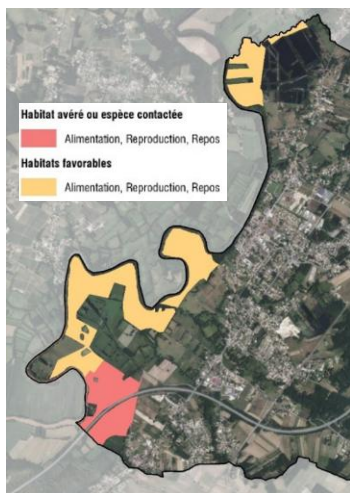 Habitat avéré ou espèce contactée
Alimentation, Reproduction, Repos
Habitats favorables
Alimentation, Reproduction, Repos